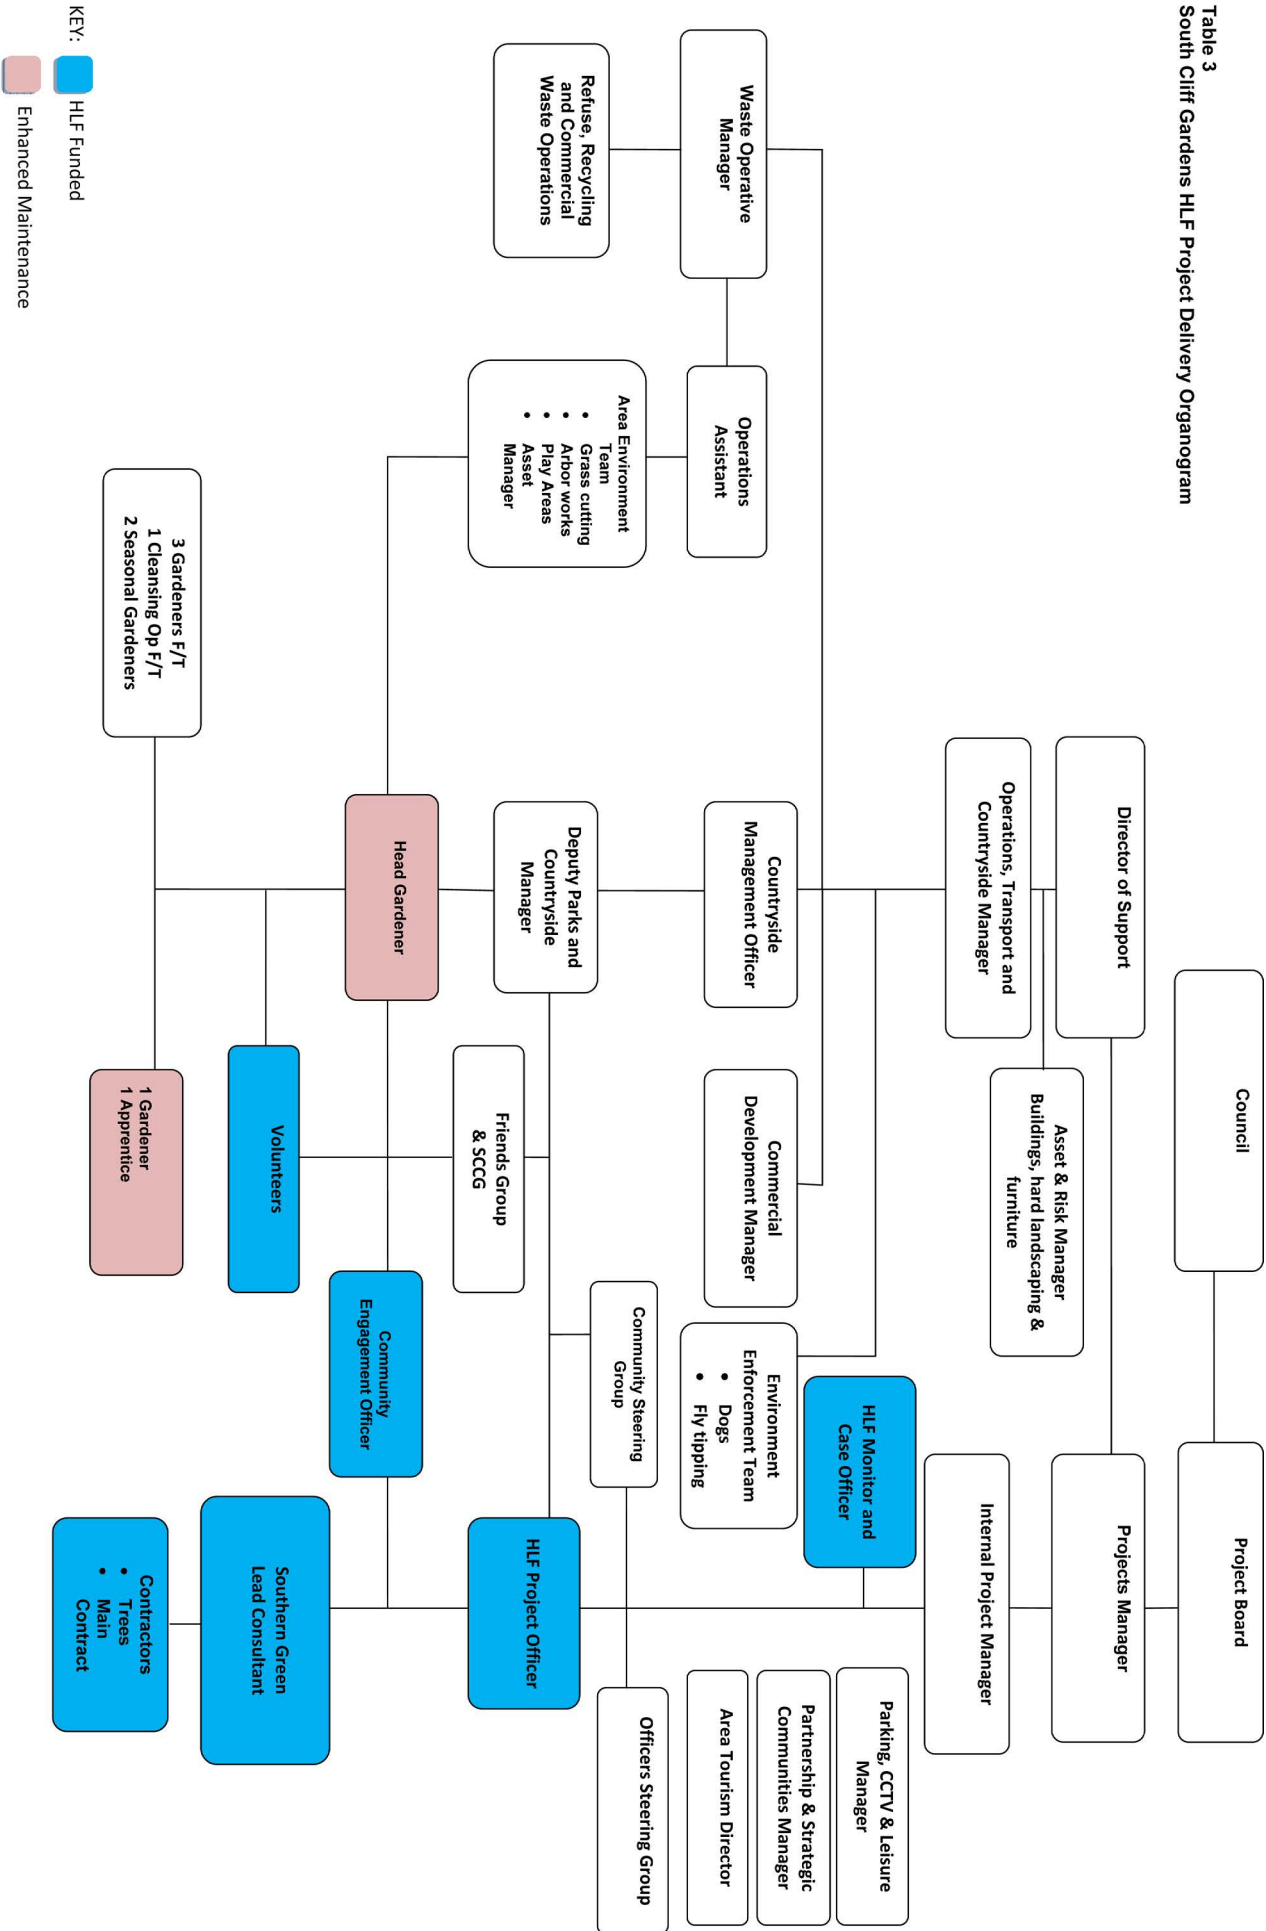 Table 3
South Cliff Gardens HLF Project Delivery Organogram
Council
Project Board
Director of Support
Projects Manager
Operations, Transport and
Countryside Manager
Asset & Risk Manager
Buildings, hard landscaping &
furniture
Internal Project Manager
HLF Monitor and
Case Officer
Parking, CCTV & Leisure
Manager
Waste Operative
Manager
Operations
Assistant
Countryside
Management Officer
Commercial
Development Manager
Environment
Enforcement Team
• Dogs
• Fly tipping
Partnership & Strategic
Communities Manager
Area Tourism Director
Refuse, Recycling
and Commercial
Waste Operations
Area Environment
Team
• Grass cutting
• Arbor works
• Play Areas
• Asset
Manager
Deputy Parks and
Countryside
Manager
Friends Group
& SCCG
Community Steering
Group
Officers Steering Group
HLF Project Officer
Head Gardener
Community
Engagement Officer
Volunteers
Southern Green
Lead Consultant
3 Gardeners F/T
1 Cleansing Op F/T
2 Seasonal Gardeners
1 Gardener
1 Apprentice
Contractors
• Trees
• Main
Contract
KEY:
HLF Funded
Enhanced Maintenance